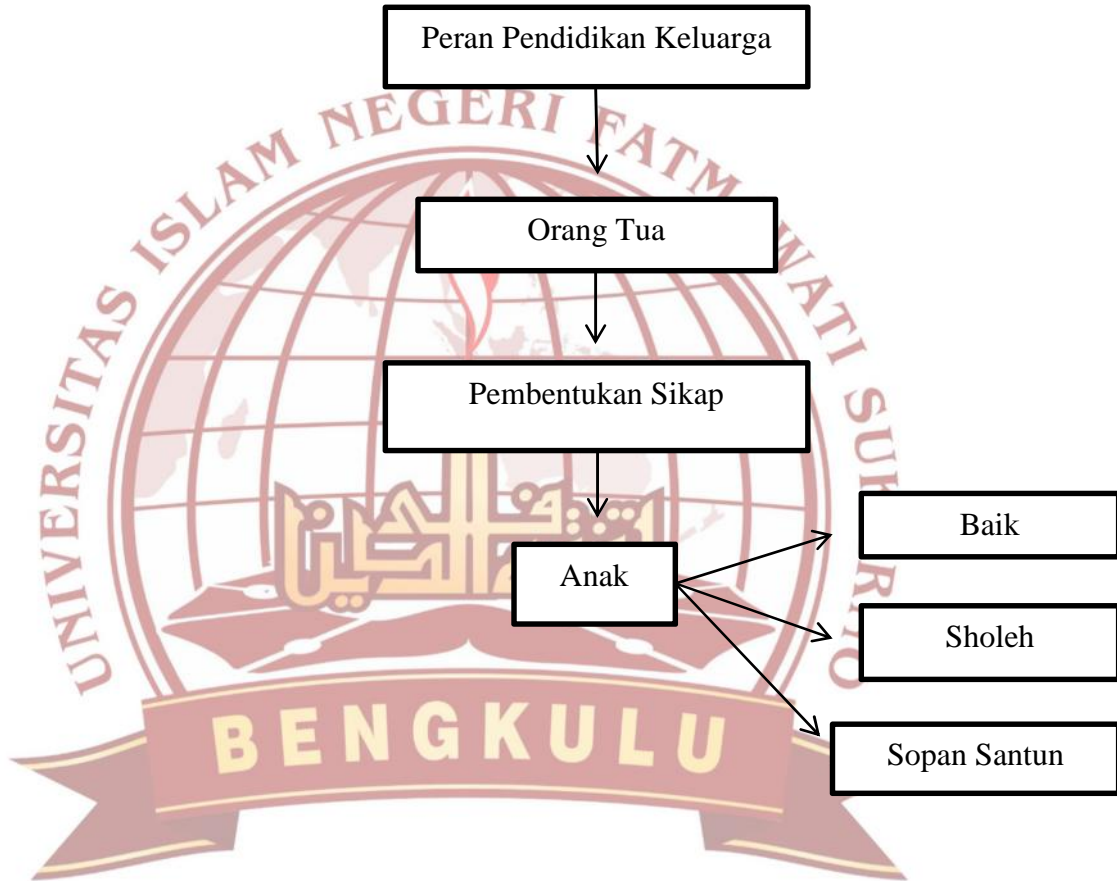 Peran Pendidikan Keluarga
UNIVERSITAS ISLAM NEGERI FATMAWATI SUKARNO
Orang Tua
Pembentukan Sikap
Anak
Baik
Sholeh
Sopan Santun
BENGKULU